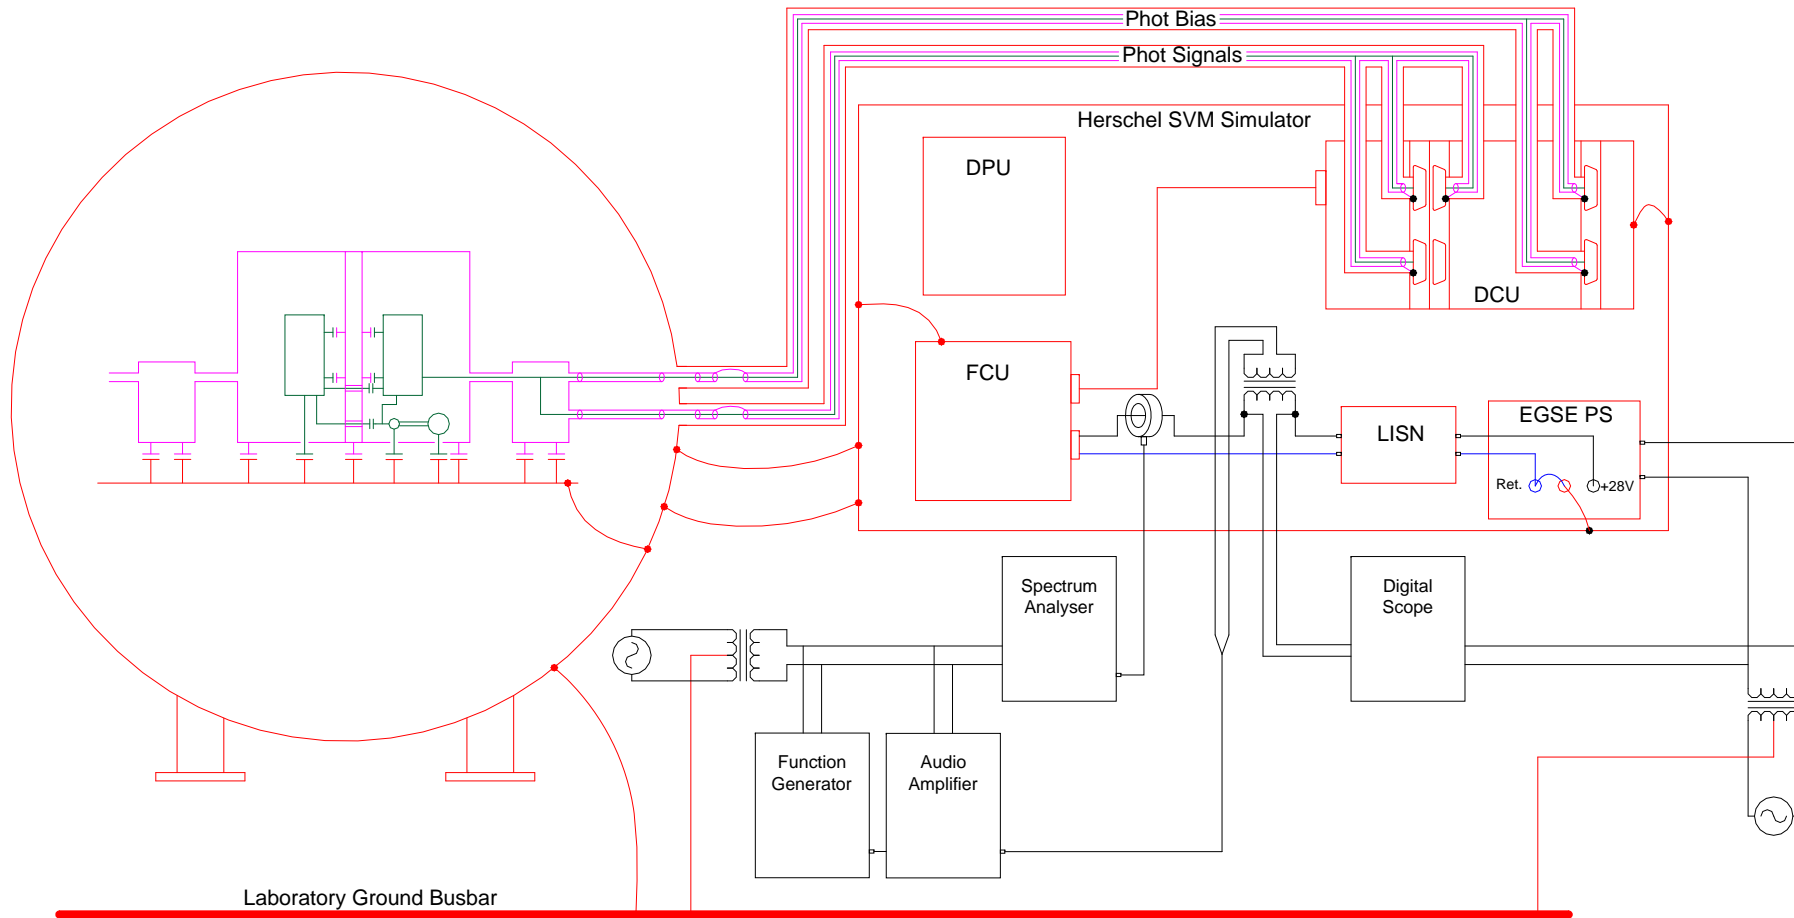 Phot Bias
Phot Signals
Herschel SVM Simulator
DPU
DCU
FCU
LISN
EGSE PS
Ret.
+28V
Spectrum
Analyser
Digital
Scope
Function
Generator
Audio
Amplifier
Laboratory Ground Busbar